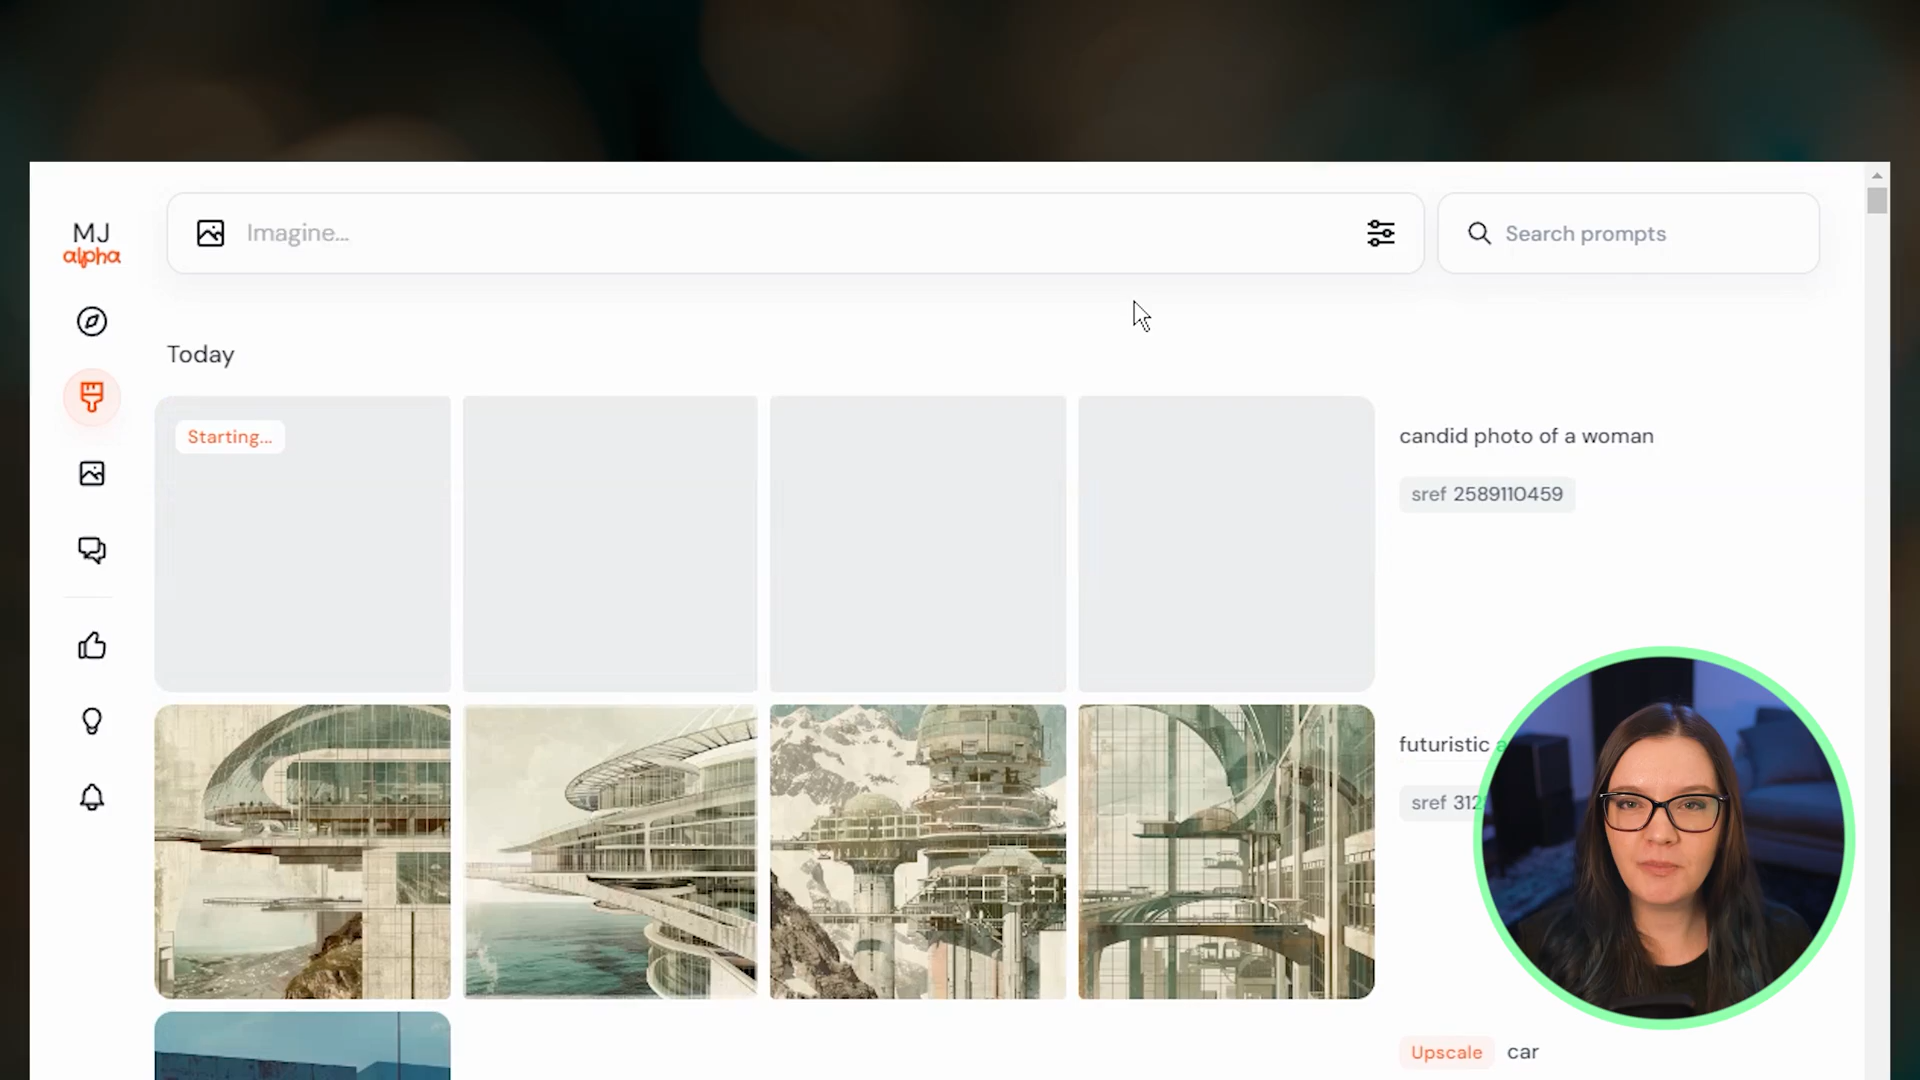 MJ
alpha
Imagine...
Search prompts
Today
Starting...
candid photo of a woman
sref 2589110459
futuristic
sref 312
Upscale car